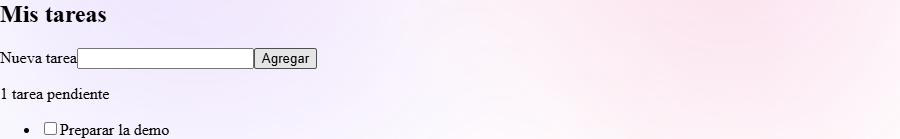 Mis tareas
Nueva tarea Agregar
1 tarea pendiente
Preparar la demo